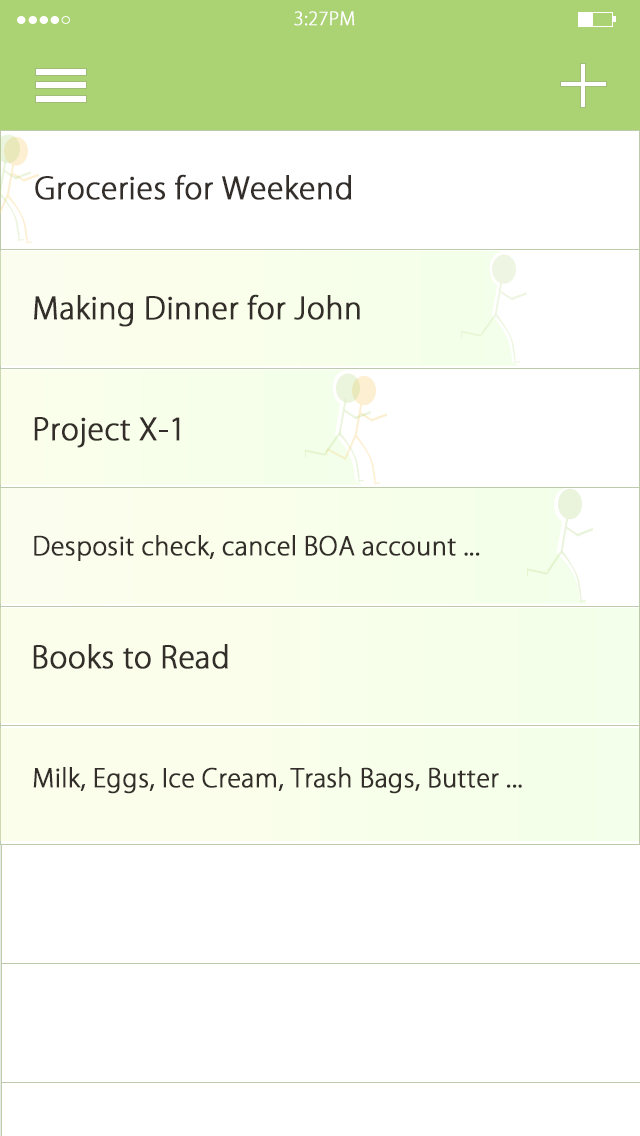 3:27PM
Groceries for Weekend
Making Dinner for John
Project X-1
Desposit check, cancel BOA account ...
Books to Read
Milk, Eggs, Ice Cream, Trash Bags, Butter ...